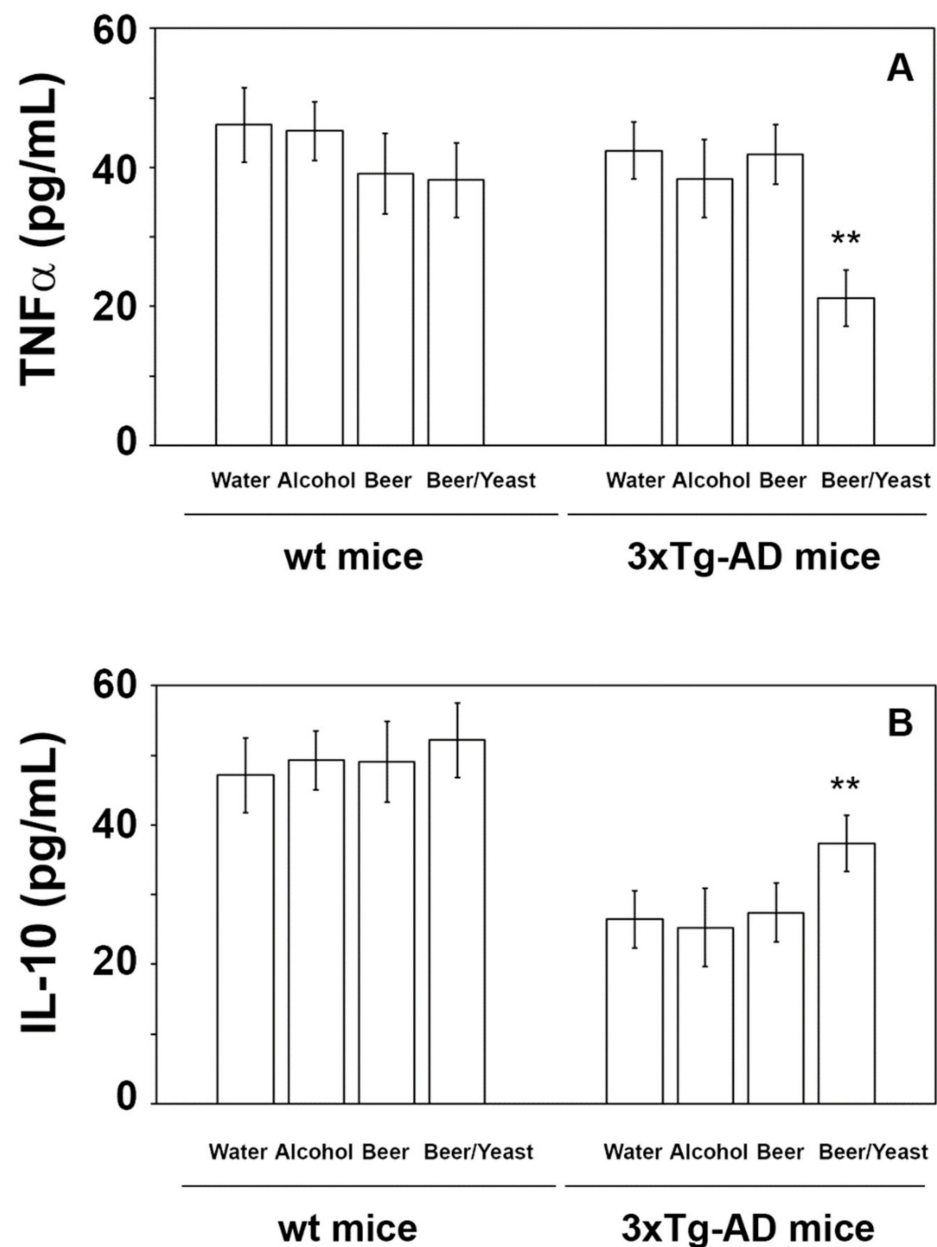 A
TNFα (pg/mL)
60
40
20
0
**
Water Alcohol Beer Beer/Yeast Water Alcohol Beer Beer/Yeast
wt mice 3xTg-AD mice
B
IL-10 (pg/mL)
60
40
20
0
**
Water Alcohol Beer Beer/Yeast Water Alcohol Beer Beer/Yeast
wt mice 3xTg-AD mice